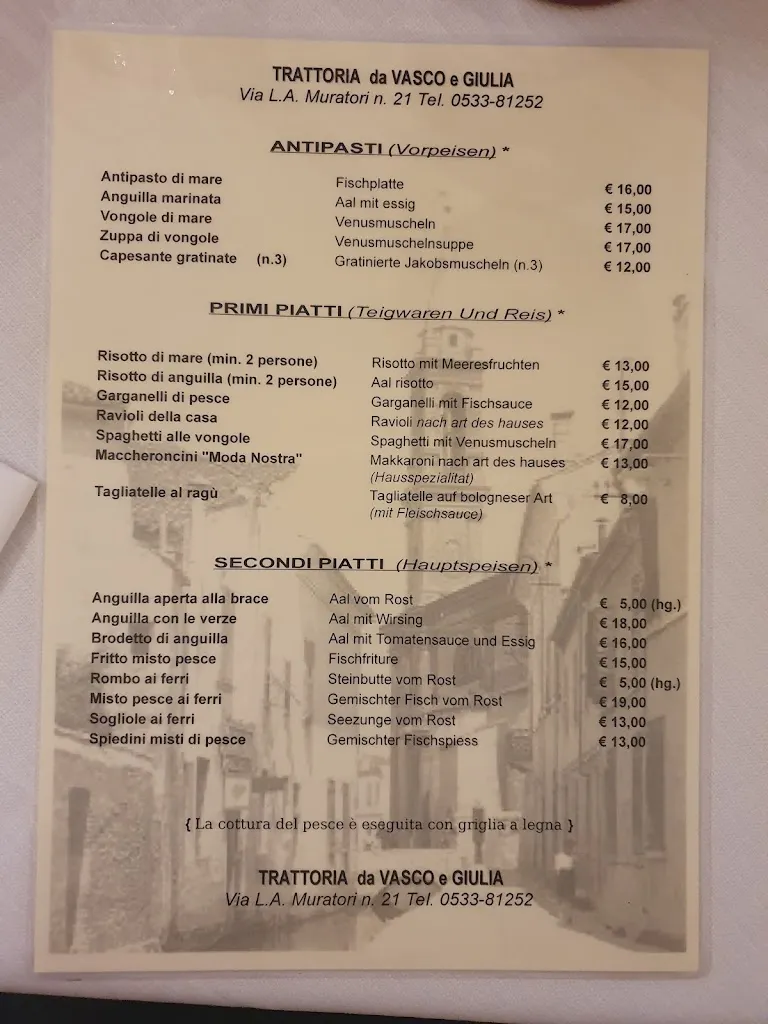 TRATTORIA da VASCO e GIULIA
Via L.A. Muratori n. 21 Tel. 0533-81252
ANTIPASTI (Vorpeisen) *
Antipasto di mare Fischplatte € 16,00
Anguilla marinata Aal mit essig € 15,00
Vongole di mare Venusmuscheln € 17,00
Zuppa di vongole Venusmuschelnsuppe € 17,00
Capesante gratinate (n.3) Gratinierte Jakobsmuscheln (n.3) € 12,00
PRIMI PIATTI (Teigwaren Und Reis) *
Risotto di mare (min. 2 persone) Risotto mit Meeresfruchten € 13,00
Risotto di anguilla (min. 2 persone) Aal risotto € 15,00
Garganelli di pesce Garganelli mit Fischsauce € 12,00
Ravioli della casa Ravioli nach art des hauses € 12,00
Spaghetti alle vongole Spaghetti mit Venusmuscheln € 17,00
Maccheroncini "Moda Nostra" Makkaroni nach art des hauses € 13,00
(Hausspezialitat)
Tagliatelle al ragù Tagliatelle auf bologneser Art € 8,00
(mit Fleischsauce)
SECONDI PIATTI (Hauptspeisen) *
Anguilla aperta alla brace Aal vom Rost € 5,00 (hg.)
Anguilla con le verze Aal mit Wirsing € 18,00
Brodetto di anguilla Aal mit Tomatensauce und Essig € 16,00
Fritto misto pesce Fischfriture € 15,00
Rombo ai ferri Steinbutte vom Rost € 5,00 (hg.)
Misto pesce ai ferri Gemischter Fisch vom Rost € 19,00
Sogliole ai ferri Seezunge vom Rost € 13,00
Spiedini misti di pesce Gemischter Fischspiess € 13,00
{ La cottura del pesce è eseguita con griglia a legna }
TRATTORIA da VASCO e GIULIA
Via L.A. Muratori n. 21 Tel. 0533-81252